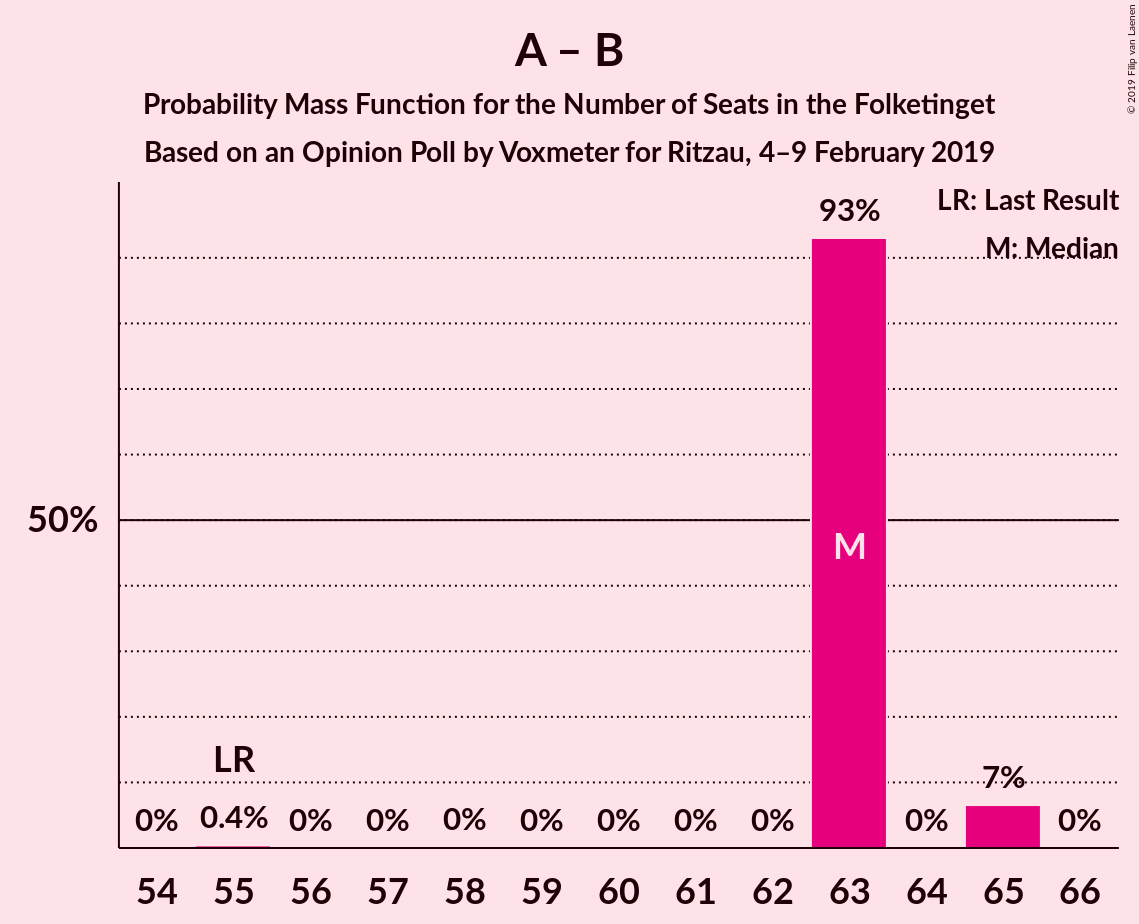 A – B
Probability Mass Function for the Number of Seats in the Folketinget
Based on an Opinion Poll by Voxmeter for Ritzau, 4–9 February 2019
© 2019 Filip van Laenen
LR: Last Result
M: Median
93%
50%
M
LR
7%
0% 0.4% 0% 0% 0% 0% 0% 0% 0% 0% 0%
54 55 56 57 58 59 60 61 62 63 64 65 66